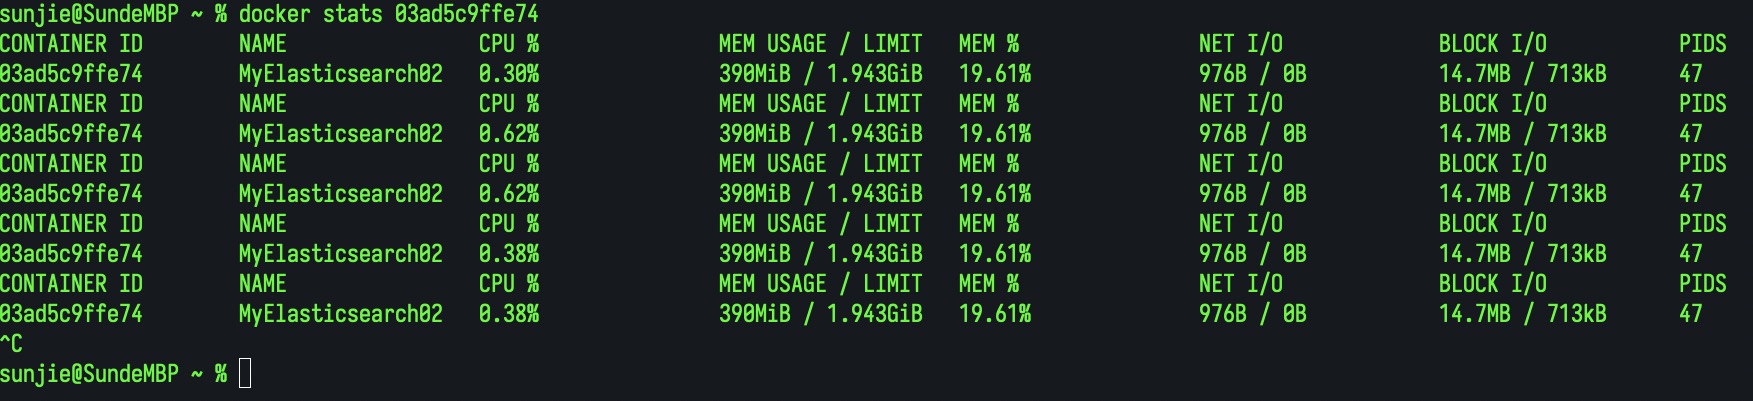 sunjie@SundeMBP ~ % docker stats 03ad5c9ffe74
CONTAINER ID        NAME                CPU %               MEM USAGE / LIMIT   MEM %               NET I/O             BLOCK I/O           PIDS
03ad5c9ffe74        MyElasticsearch02   0.30%               390MiB / 1.943GiB   19.61%              976B / 0B           14.7MB / 713kB      47
CONTAINER ID        NAME                CPU %               MEM USAGE / LIMIT   MEM %               NET I/O             BLOCK I/O           PIDS
03ad5c9ffe74        MyElasticsearch02   0.62%               390MiB / 1.943GiB   19.61%              976B / 0B           14.7MB / 713kB      47
CONTAINER ID        NAME                CPU %               MEM USAGE / LIMIT   MEM %               NET I/O             BLOCK I/O           PIDS
03ad5c9ffe74        MyElasticsearch02   0.62%               390MiB / 1.943GiB   19.61%              976B / 0B           14.7MB / 713kB      47
CONTAINER ID        NAME                CPU %               MEM USAGE / LIMIT   MEM %               NET I/O             BLOCK I/O           PIDS
03ad5c9ffe74        MyElasticsearch02   0.38%               390MiB / 1.943GiB   19.61%              976B / 0B           14.7MB / 713kB      47
CONTAINER ID        NAME                CPU %               MEM USAGE / LIMIT   MEM %               NET I/O             BLOCK I/O           PIDS
03ad5c9ffe74        MyElasticsearch02   0.38%               390MiB / 1.943GiB   19.61%              976B / 0B           14.7MB / 713kB      47
^C
sunjie@SundeMBP ~ %